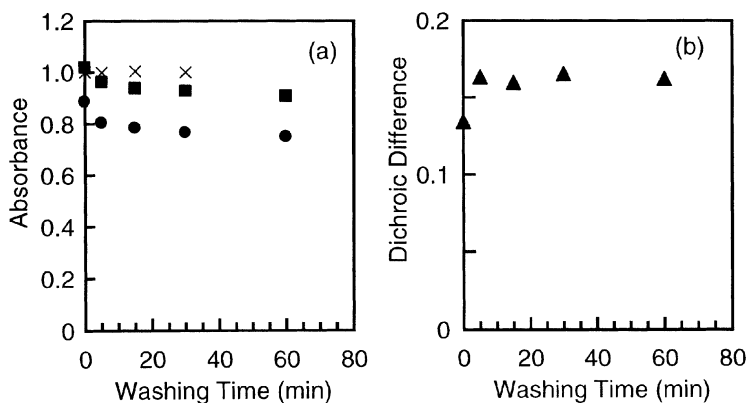 1.2
1.0
0.8
0.6
0.4
0.2
0
Absorbance
(a)
0 20 40 60 80
Washing Time (min)
0.2
0.1
0
Dichroic Difference
(b)
0 20 40 60 80
Washing Time (min)